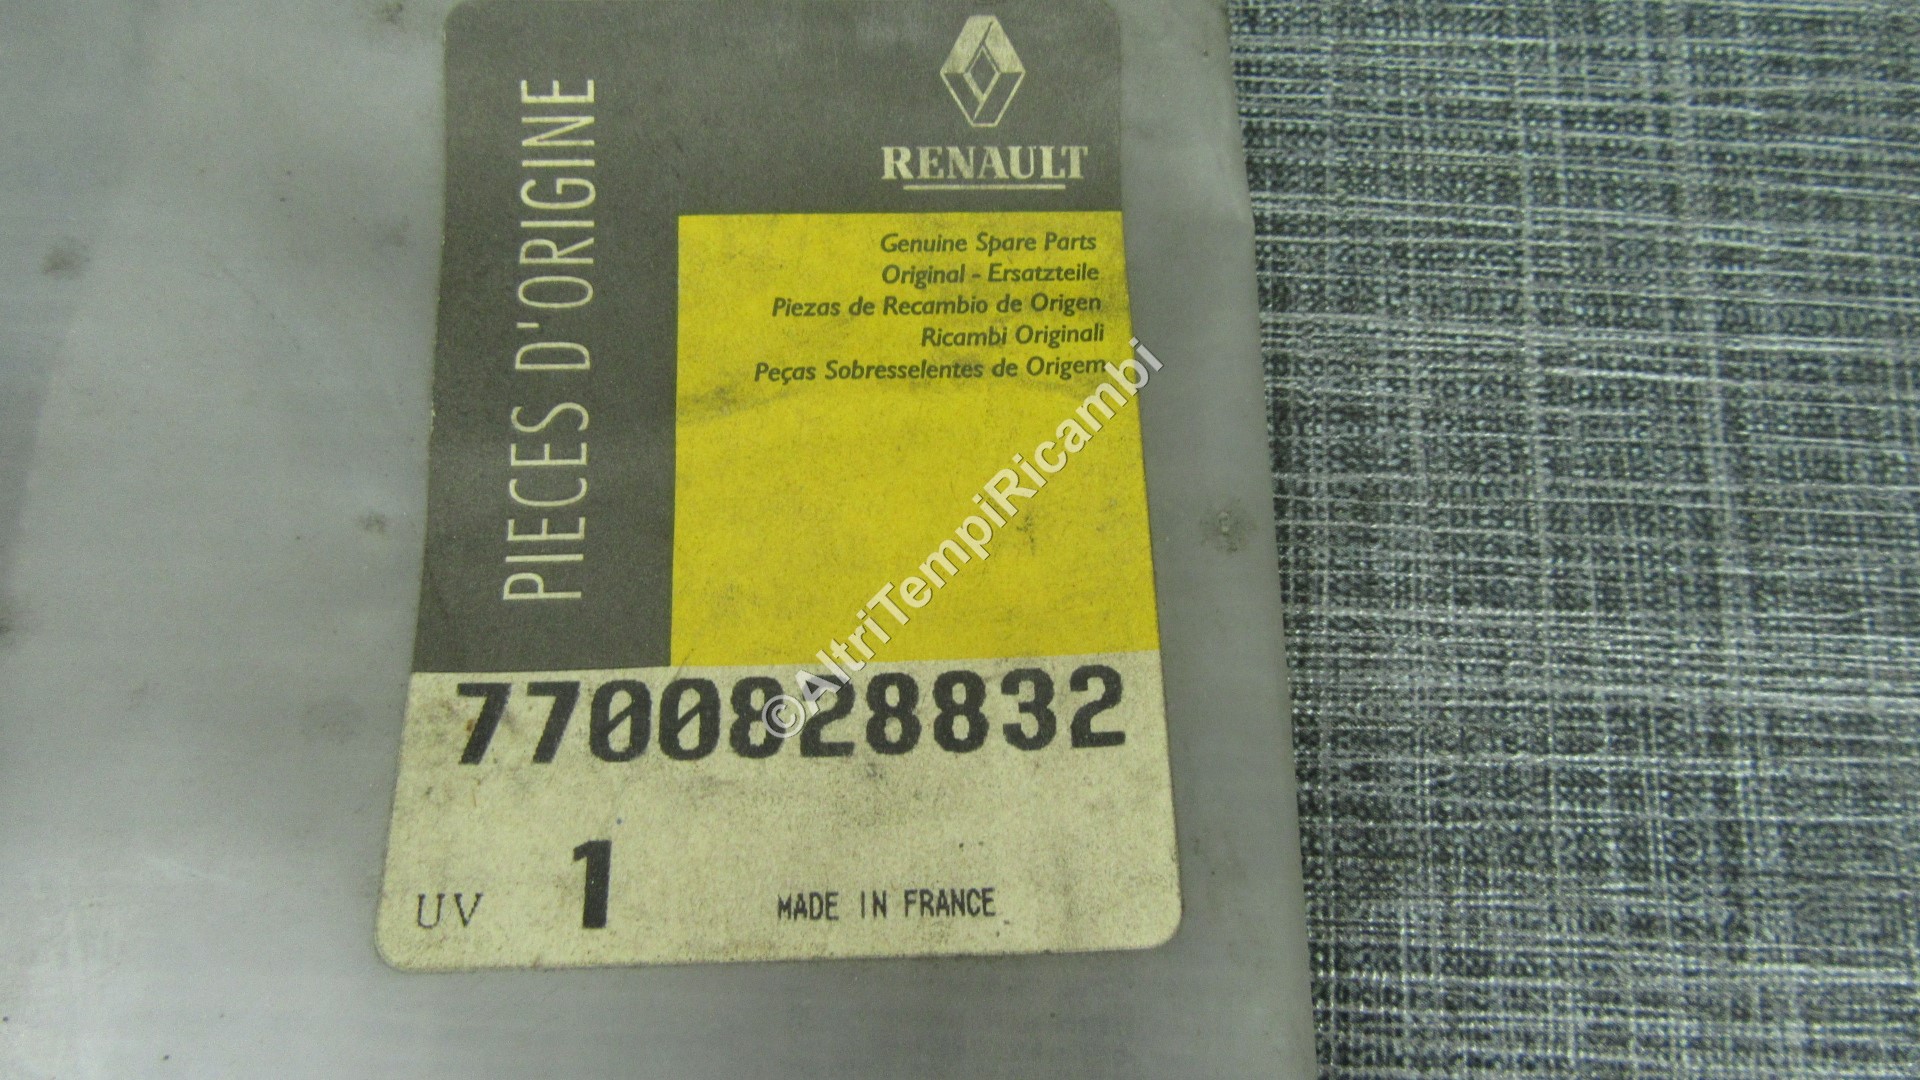 PIECES D'ORIGINE
RENAULT
Genuine Spare Parts
Original - Ersatzteile
Piezas de Recambio de Origen
Ricambi Originali
Peças Sobresselentes de Origem
©AltriTempiRicambi
7700828832
UV 1 MADE IN FRANCE